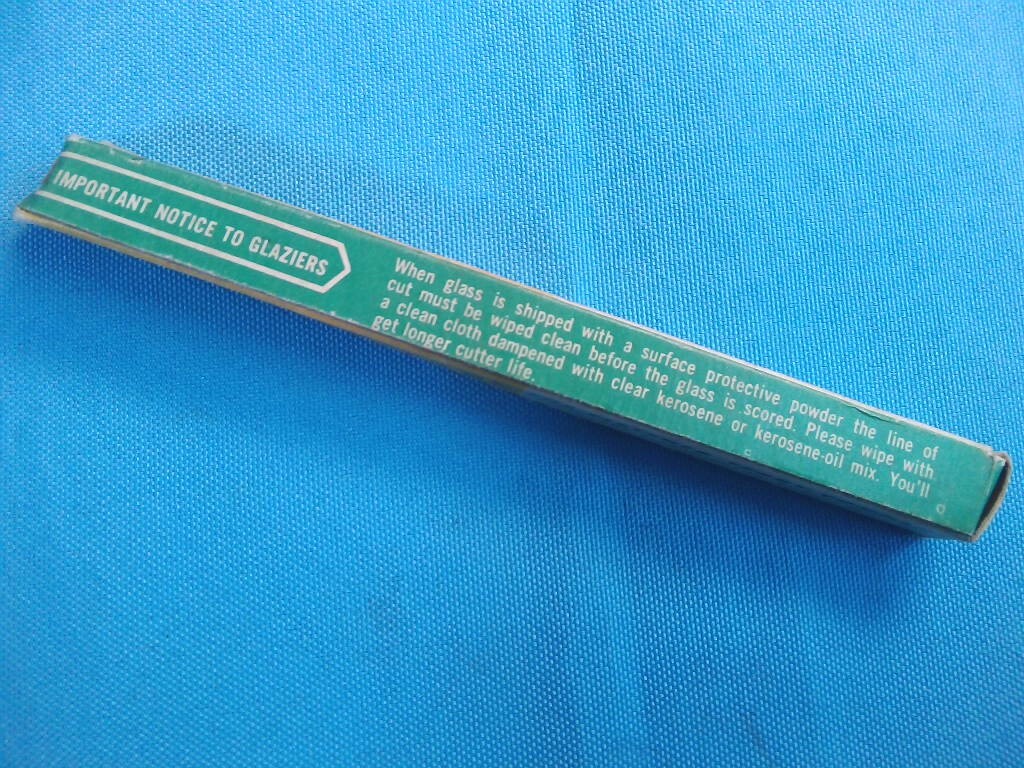 IMPORTANT NOTICE TO GLAZIERS
When glass is shipped with a surface protective powder the line of
cut must be wiped clean before the glass is scored. Please wipe with
a clean cloth dampened with clear kerosene or kerosene-oil mix. You'll
get longer cutter life.